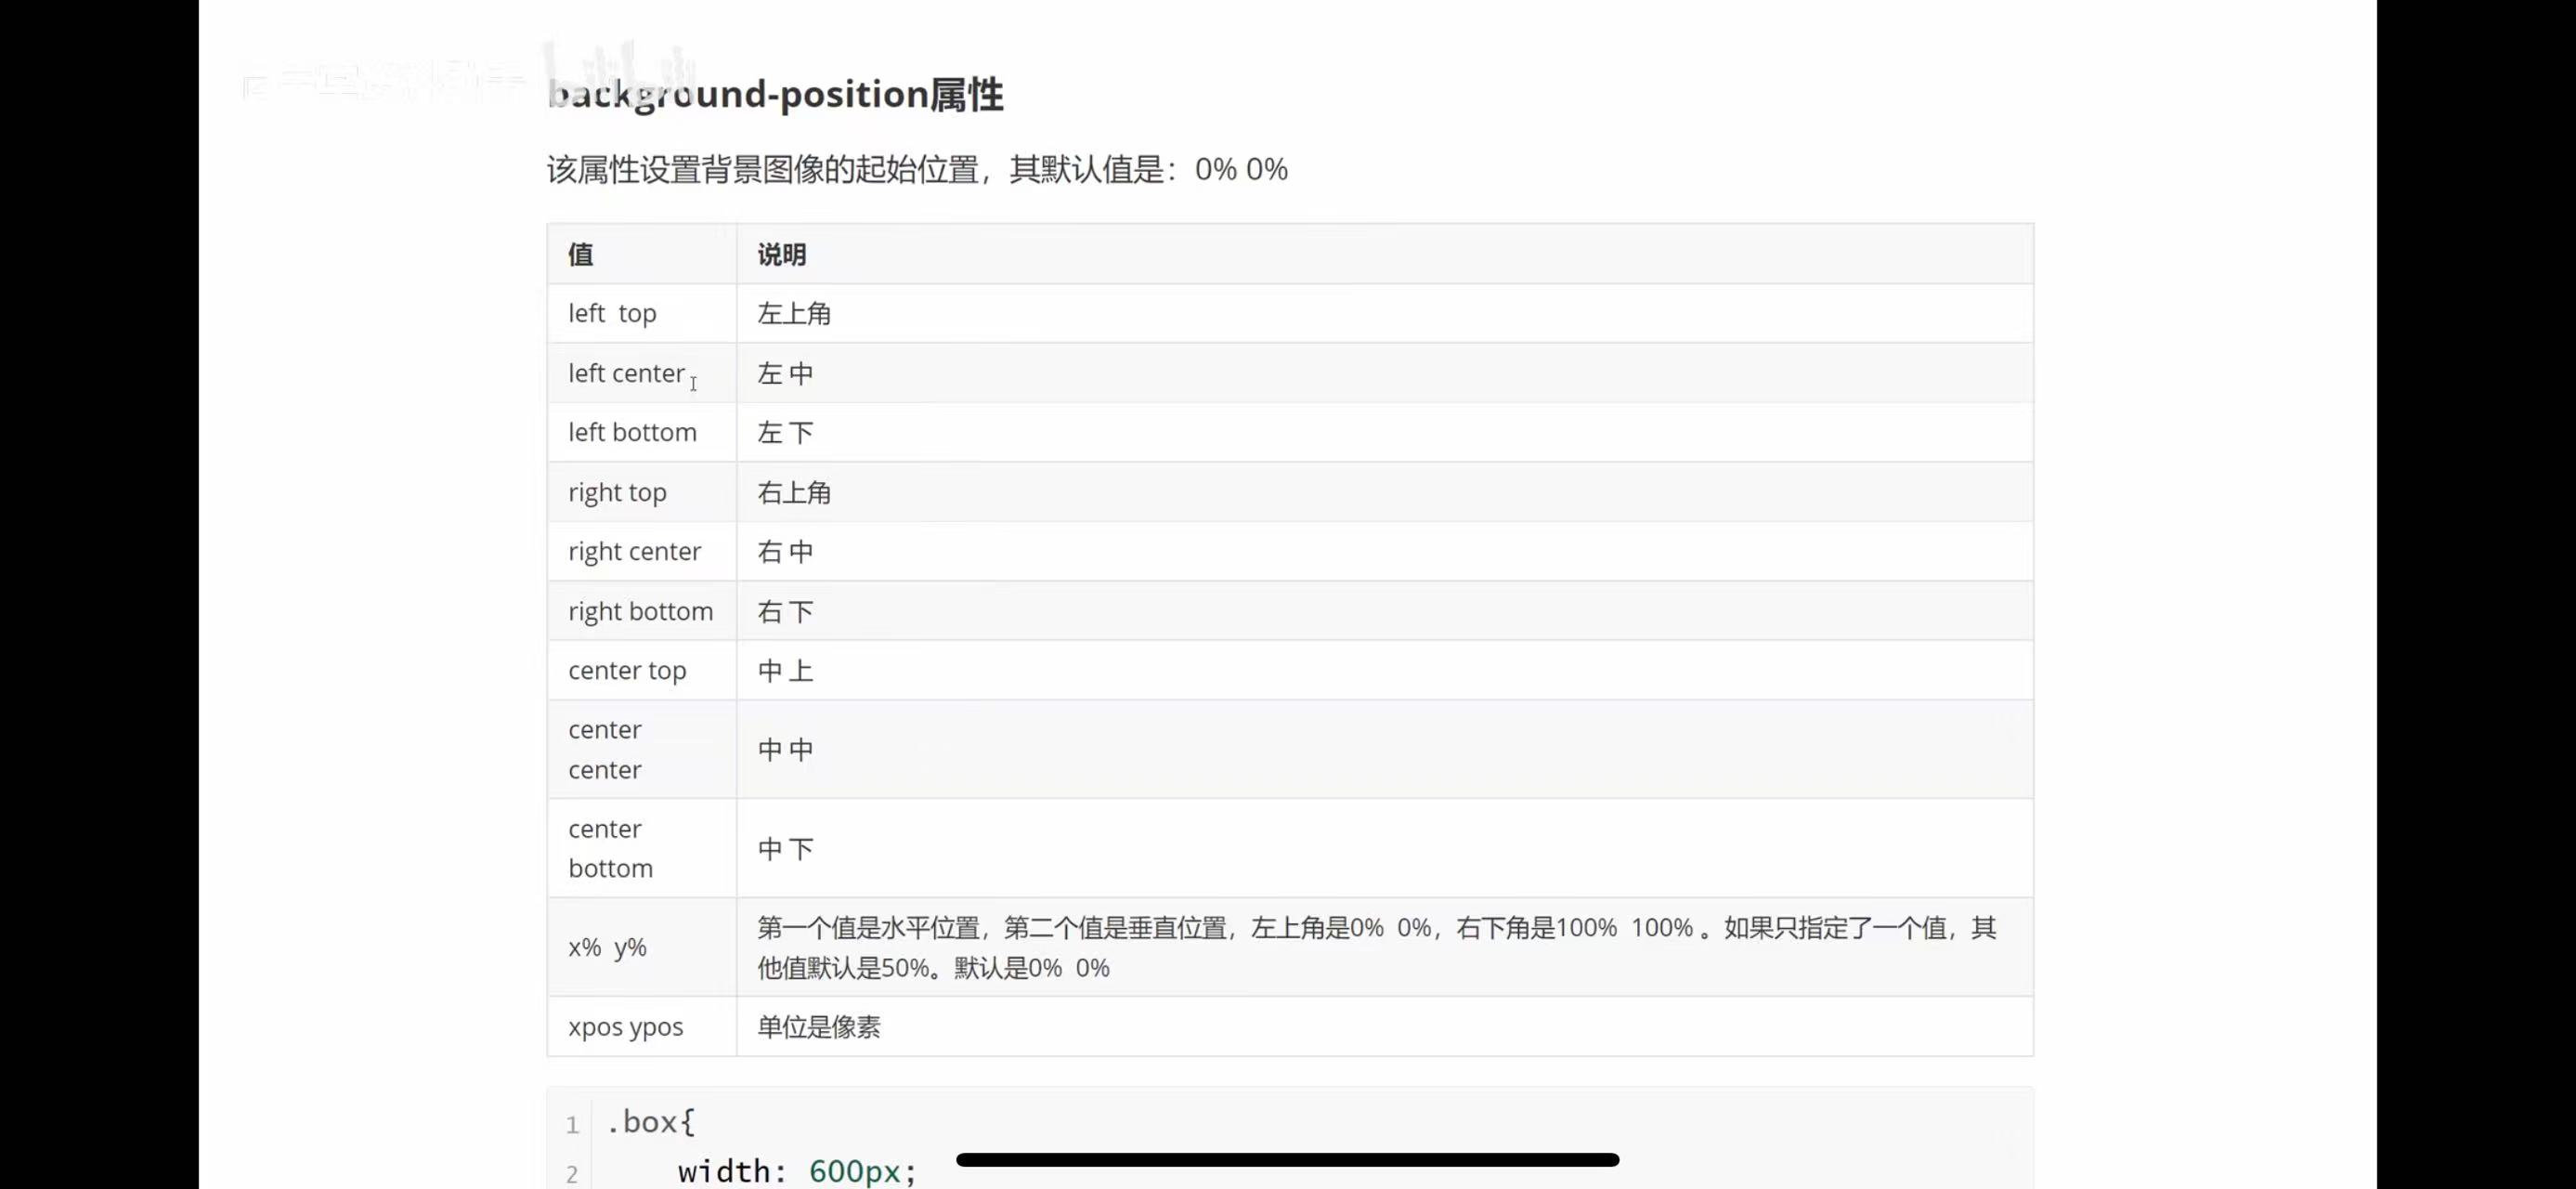 background-position属性
该属性设置背景图像的起始位置，其默认值是：0% 0%
值 说明
left top 左上角
left center 左 中
left bottom 左 下
right top 右上角
right center 右 中
right bottom 右 下
center top 中 上
center
center
中 中
center
bottom
中 下
x% y%
第一个值是水平位置，第二个值是垂直位置，左上角是0% 0%，右下角是100% 100% 。如果只指定了一个值，其
他值默认是50%。默认是0% 0%
xpos ypos 单位是像素
1 .box{
2 width: 600px;